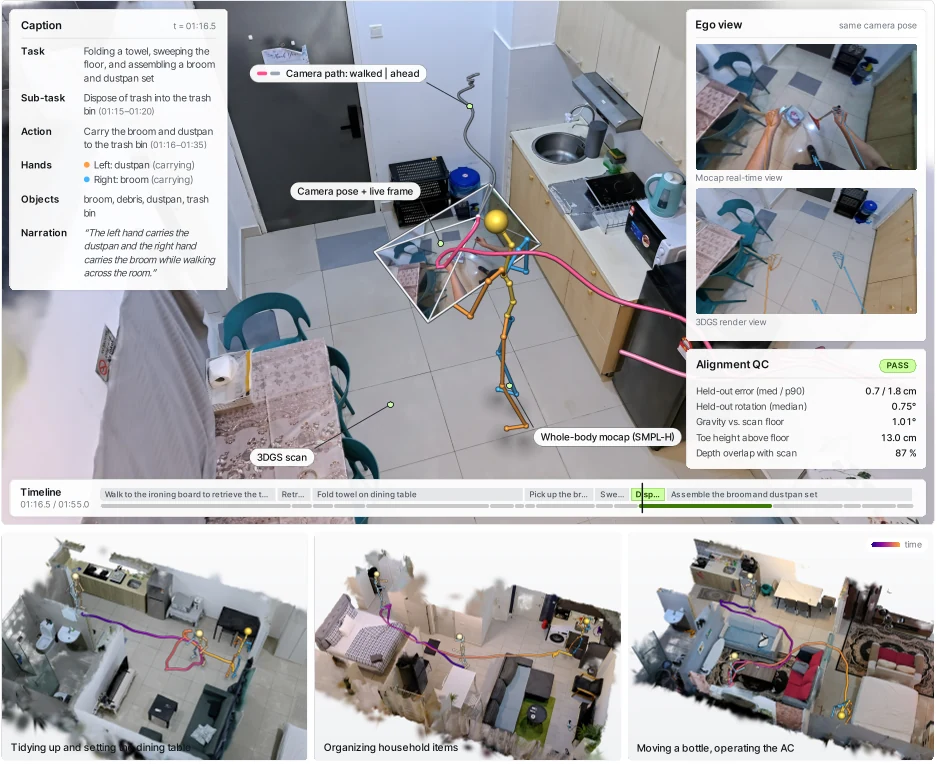 Caption t = 01:16.5
Task Folding a towel, sweeping the
floor, and assembling a broom
and dustpan set
Sub-task Dispose of trash into the trash
bin (01:15–01:20)
Action Carry the broom and dustpan
to the trash bin (01:16–01:35)
Hands Left: dustpan (carrying)
Right: broom (carrying)
Objects broom, debris, dustpan, trash
bin
Narration “The left hand carries the
dustpan and the right hand
carries the broom while walking
across the room.”
Camera path: walked | ahead
Camera pose + live frame
3DGS scan
Whole-body mocap (SMPL-H)
Ego view same camera pose
Mocap real-time view
3DGS render view
Alignment QC PASS
Held-out error (med / p90) 0.7 / 1.8 cm
Held-out rotation (median) 0.75°
Gravity vs. scan floor 1.01°
Toe height above floor 13.0 cm
Depth overlap with scan 87 %
Timeline
01:16.5 / 01:55.0
Walk to the ironing board to retrieve the t... Retr... Fold towel on dining table Pick up the br... Swe... Disp... Assemble the broom and dustpan set
time
Tidying up and setting the dining table
Organizing household items
Moving a bottle, operating the AC